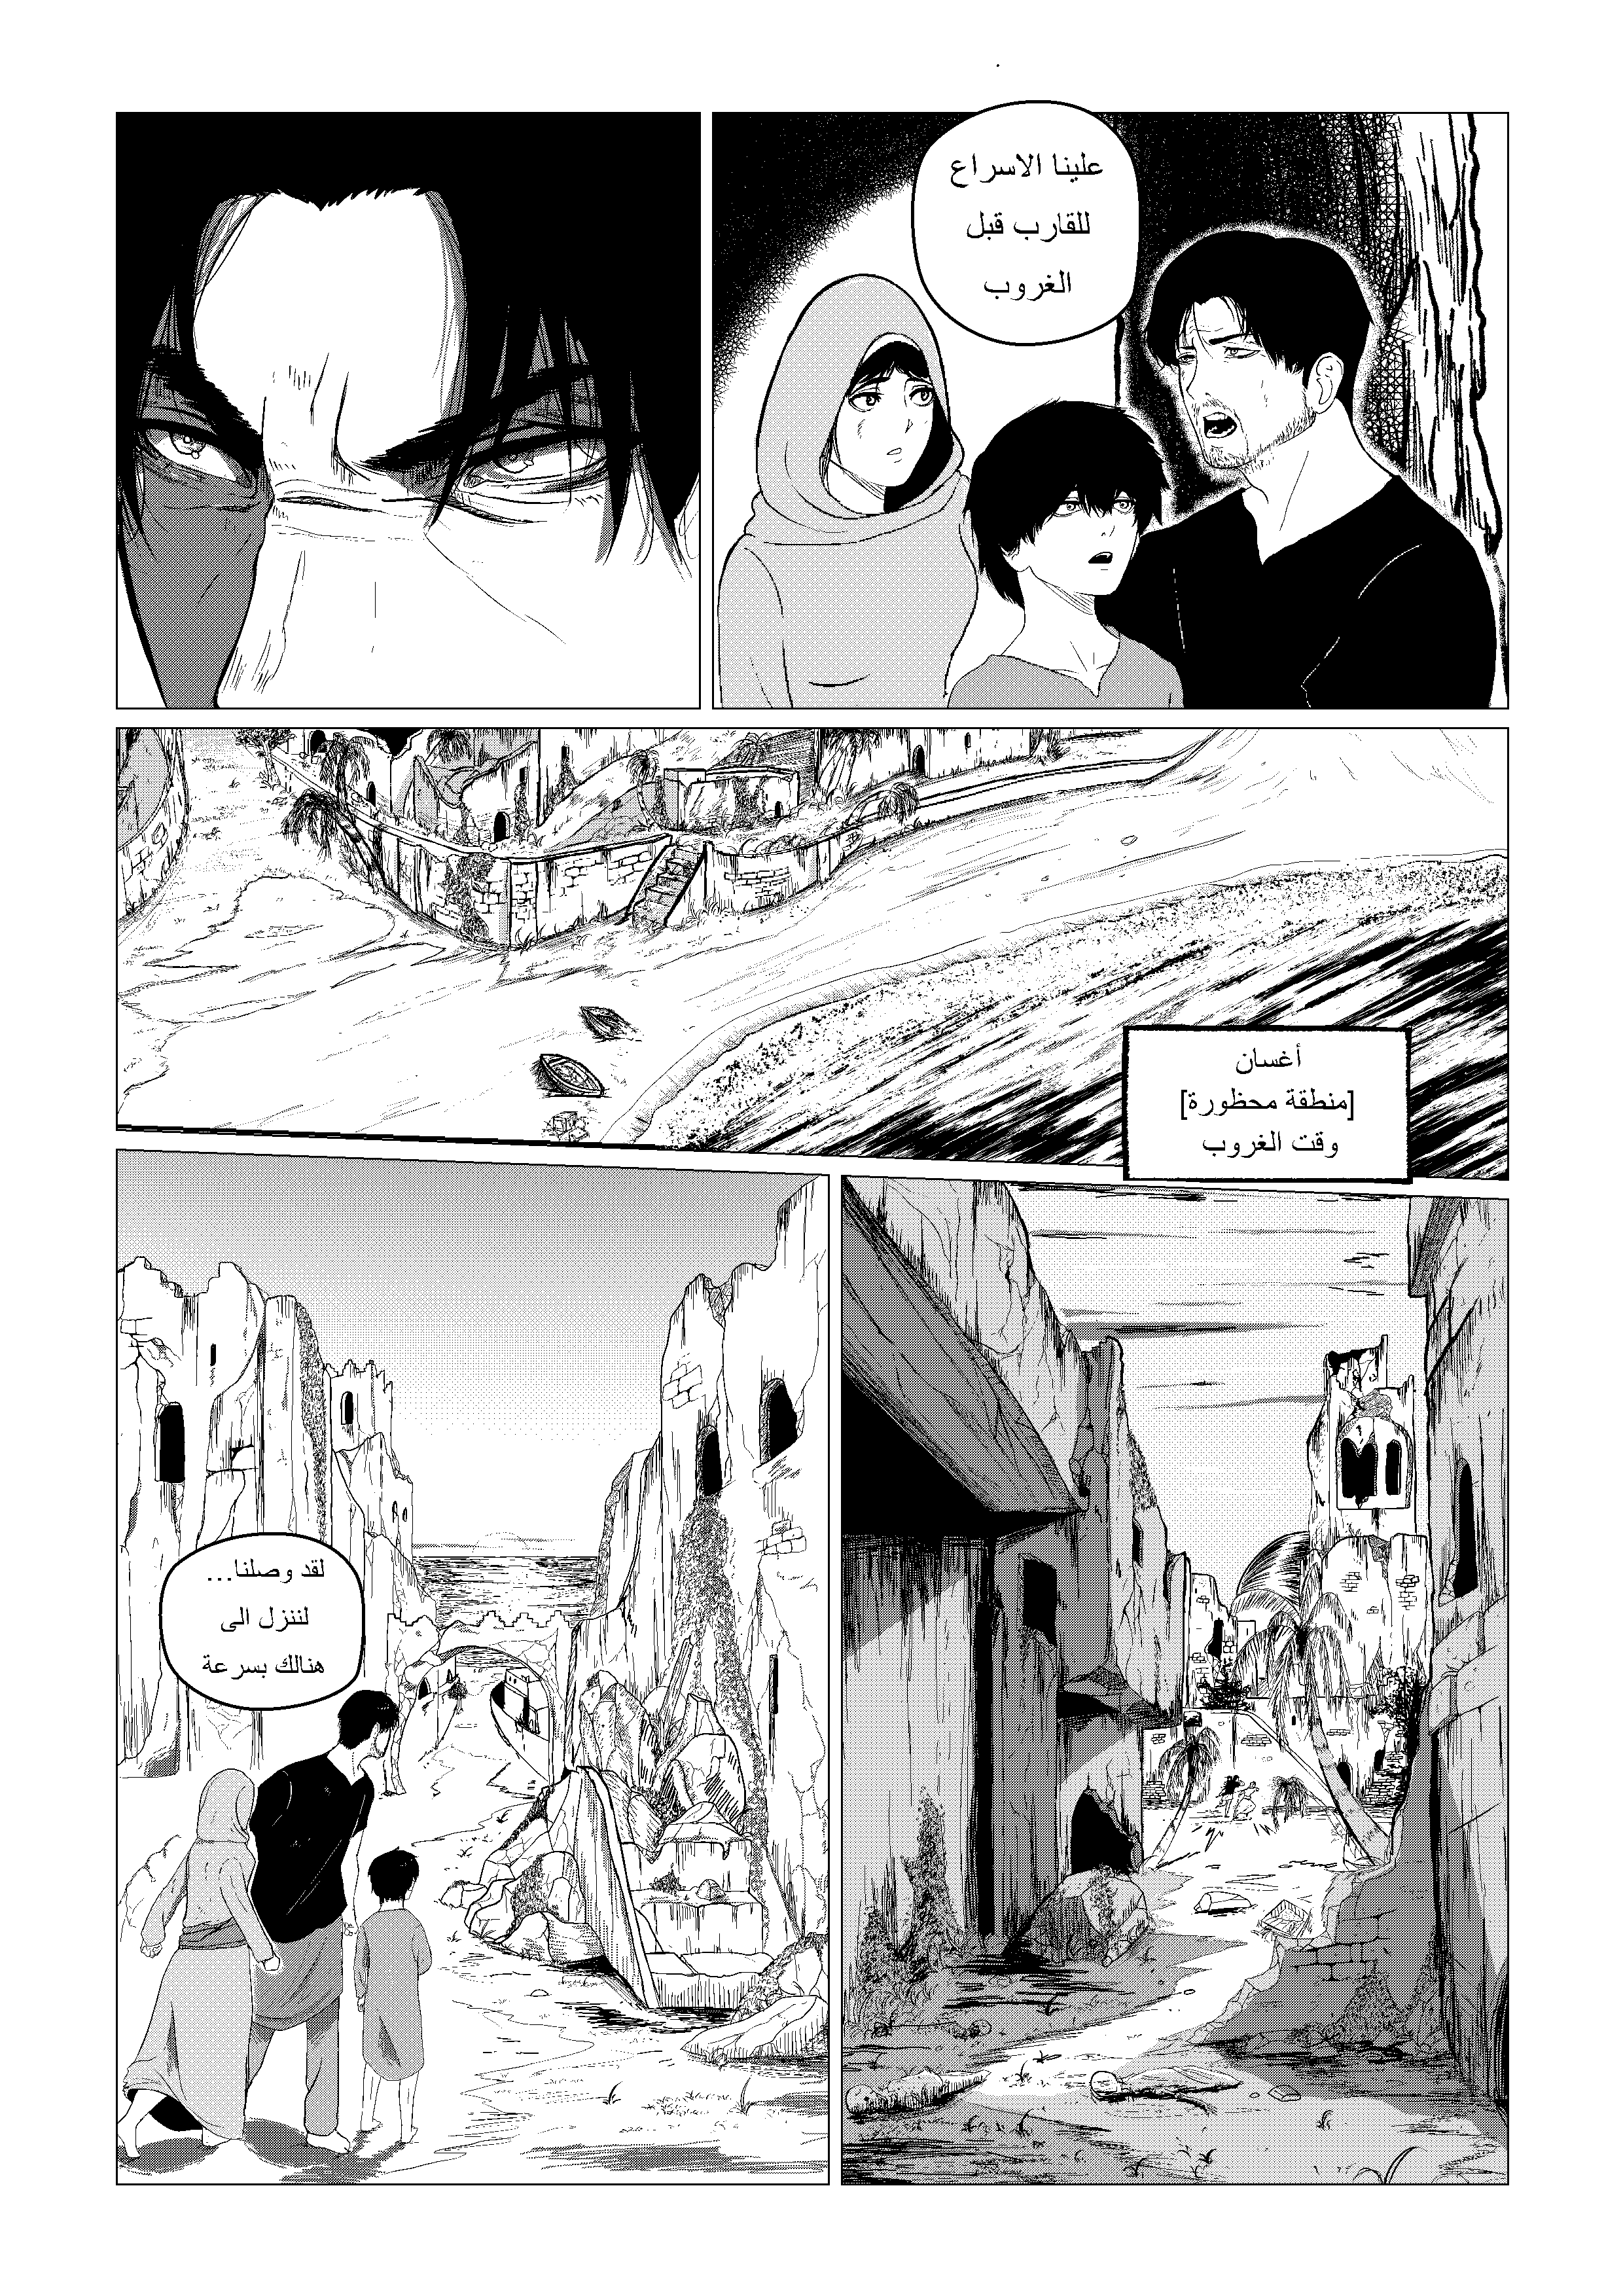 علينا الاسراع
للقارب قبل
الغروب
أغسان
[منطقة محظورة]
وقت الغروب
لقد وصلنا...
لننزل الى
هنالك بسرعة